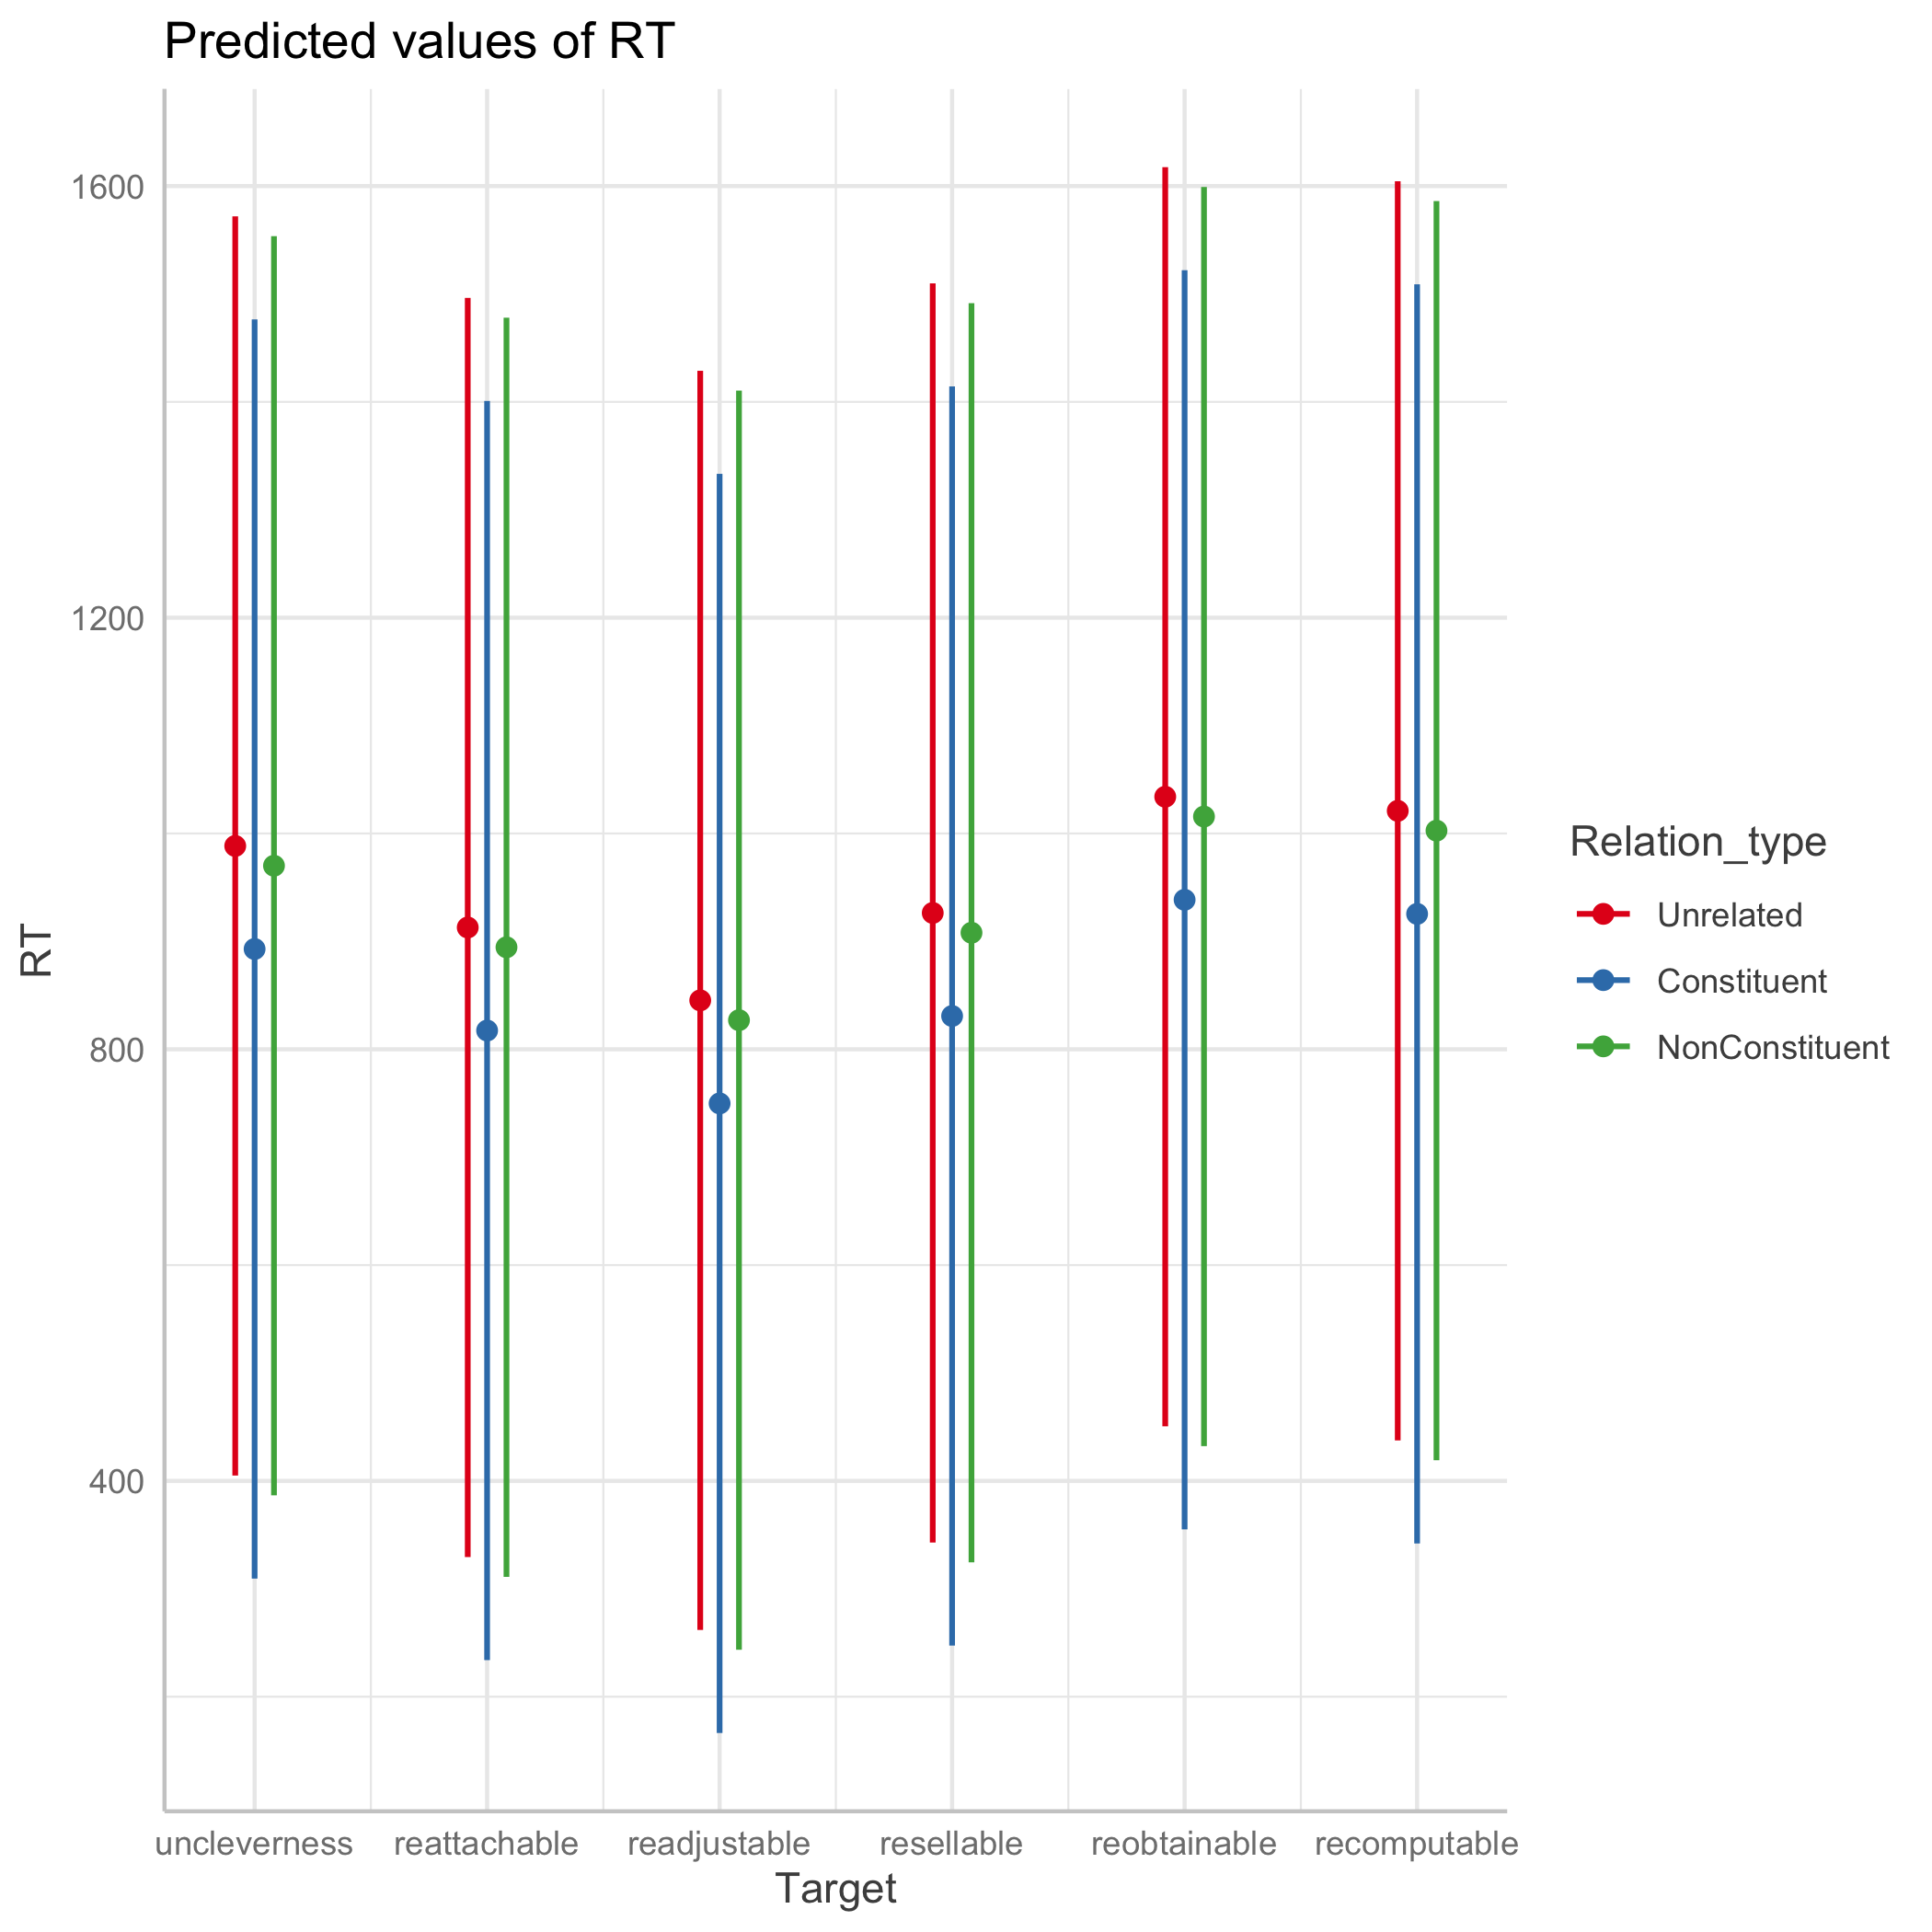 Predicted values of RT
1600
1200
800
400
RT
uncleverness reattachable readjustable resellable reobtainable recomputable
Target
Relation_type
Unrelated
Constituent
NonConstituent